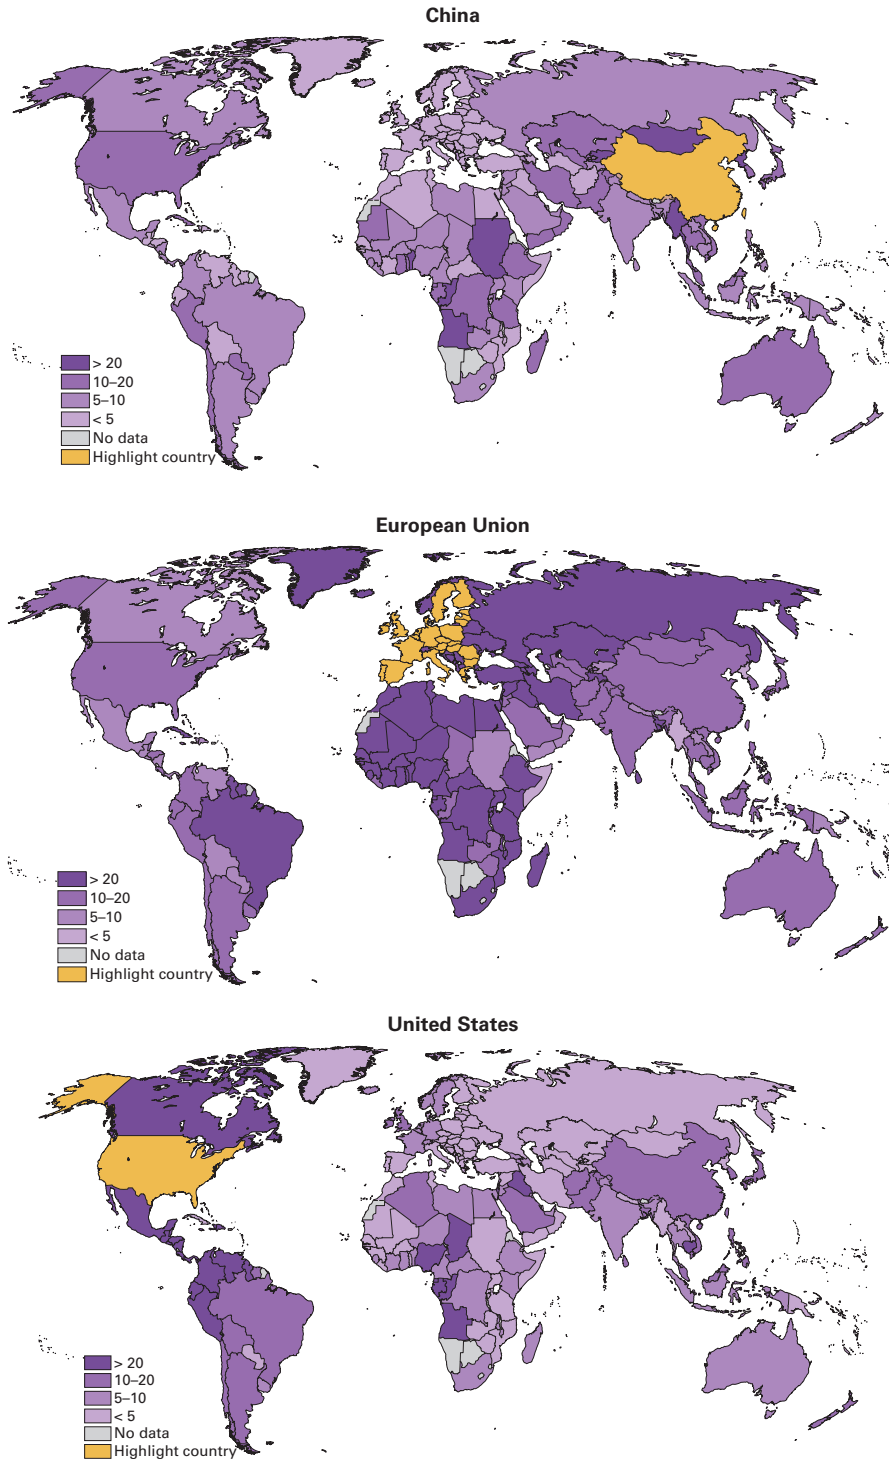 China
> 20
10–20
5–10
< 5
No data
Highlight country
European Union
> 20
10–20
5–10
< 5
No data
Highlight country
United States
> 20
10–20
5–10
< 5
No data
Highlight country